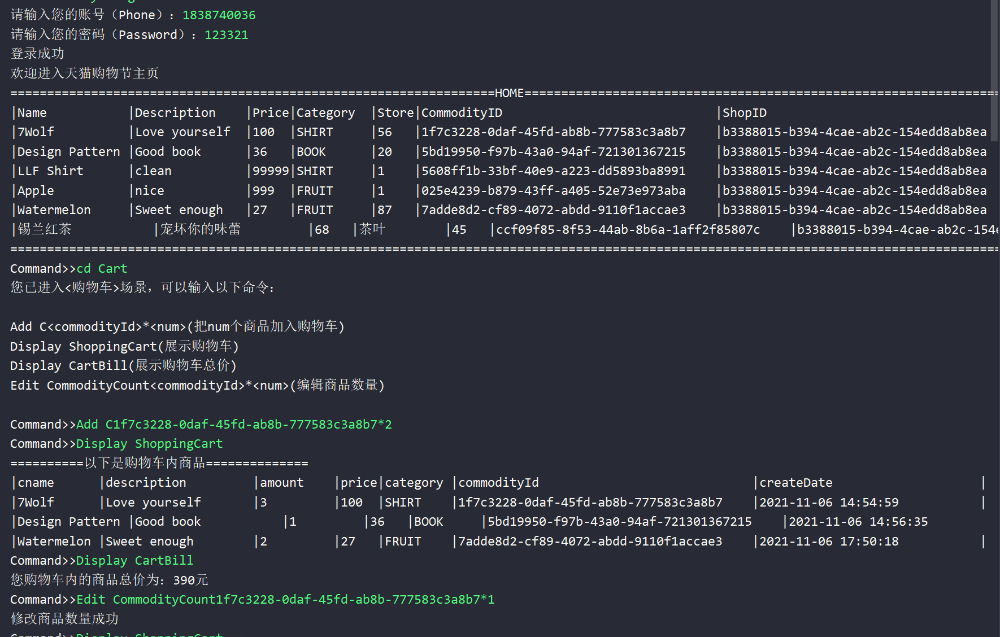 请输入您的账号（Phone）：1838740036
请输入您的密码（Password）：123321
登录成功
欢迎进入天猫购物节主页
==================================================================HOME=================================================================
|Name           |Description    |Price|Category  |Store|CommodityID                             |ShopID
|7Wolf          |Love yourself  |100  |SHIRT     |56   |1f7c3228-0daf-45fd-ab8b-777583c3a8b7    |b3388015-b394-4cae-ab2c-154edd8ab8ea
|Design Pattern |Good book      |36   |BOOK      |20   |5bd19950-f97b-43a0-94af-721301367215    |b3388015-b394-4cae-ab2c-154edd8ab8ea
|LLF Shirt      |clean          |99999|SHIRT     |1    |5608ff1b-33bf-40e9-a223-dd5893ba8991    |b3388015-b394-4cae-ab2c-154edd8ab8ea
|Apple          |nice           |999  |FRUIT     |1    |025e4239-b879-43ff-a405-52e73e973aba    |b3388015-b394-4cae-ab2c-154edd8ab8ea
|Watermelon     |Sweet enough   |27   |FRUIT     |87   |7adde8d2-cf89-4072-abdd-9110f1accae3    |b3388015-b394-4cae-ab2c-154edd8ab8ea
|锡兰红茶           |宠坏你的味蕾         |68   |茶叶        |45   |ccf09f85-8f53-44ab-8b6a-1aff2f85807c    |b3388015-b394-4cae-ab2c-154e
=======================================================================================================================================
Command>>cd Cart
您已进入<购物车>场景，可以输入以下命令：
Add C<commodityId>*<num>(把num个商品加入购物车)
Display ShoppingCart(展示购物车)
Display CartBill(展示购物车总价)
Edit CommodityCount<commodityId>*<num>(编辑商品数量)
Command>>Add C1f7c3228-0daf-45fd-ab8b-777583c3a8b7*2
Command>>Display ShoppingCart
==========以下是购物车内商品==============
|cname      |description         |amount    |price|category |commodityId                             |createDate                    |
|7Wolf      |Love yourself       |3         |100  |SHIRT    |1f7c3228-0daf-45fd-ab8b-777583c3a8b7    |2021-11-06 14:54:59           |
|Design Pattern |Good book           |1         |36   |BOOK     |5bd19950-f97b-43a0-94af-721301367215    |2021-11-06 14:56:35
|Watermelon |Sweet enough        |2         |27   |FRUIT    |7adde8d2-cf89-4072-abdd-9110f1accae3    |2021-11-06 17:50:18           |
Command>>Display CartBill
您购物车内的商品总价为：390元
Command>>Edit CommodityCount1f7c3228-0daf-45fd-ab8b-777583c3a8b7*1
修改商品数量成功
Command>>Display ShoppingCart